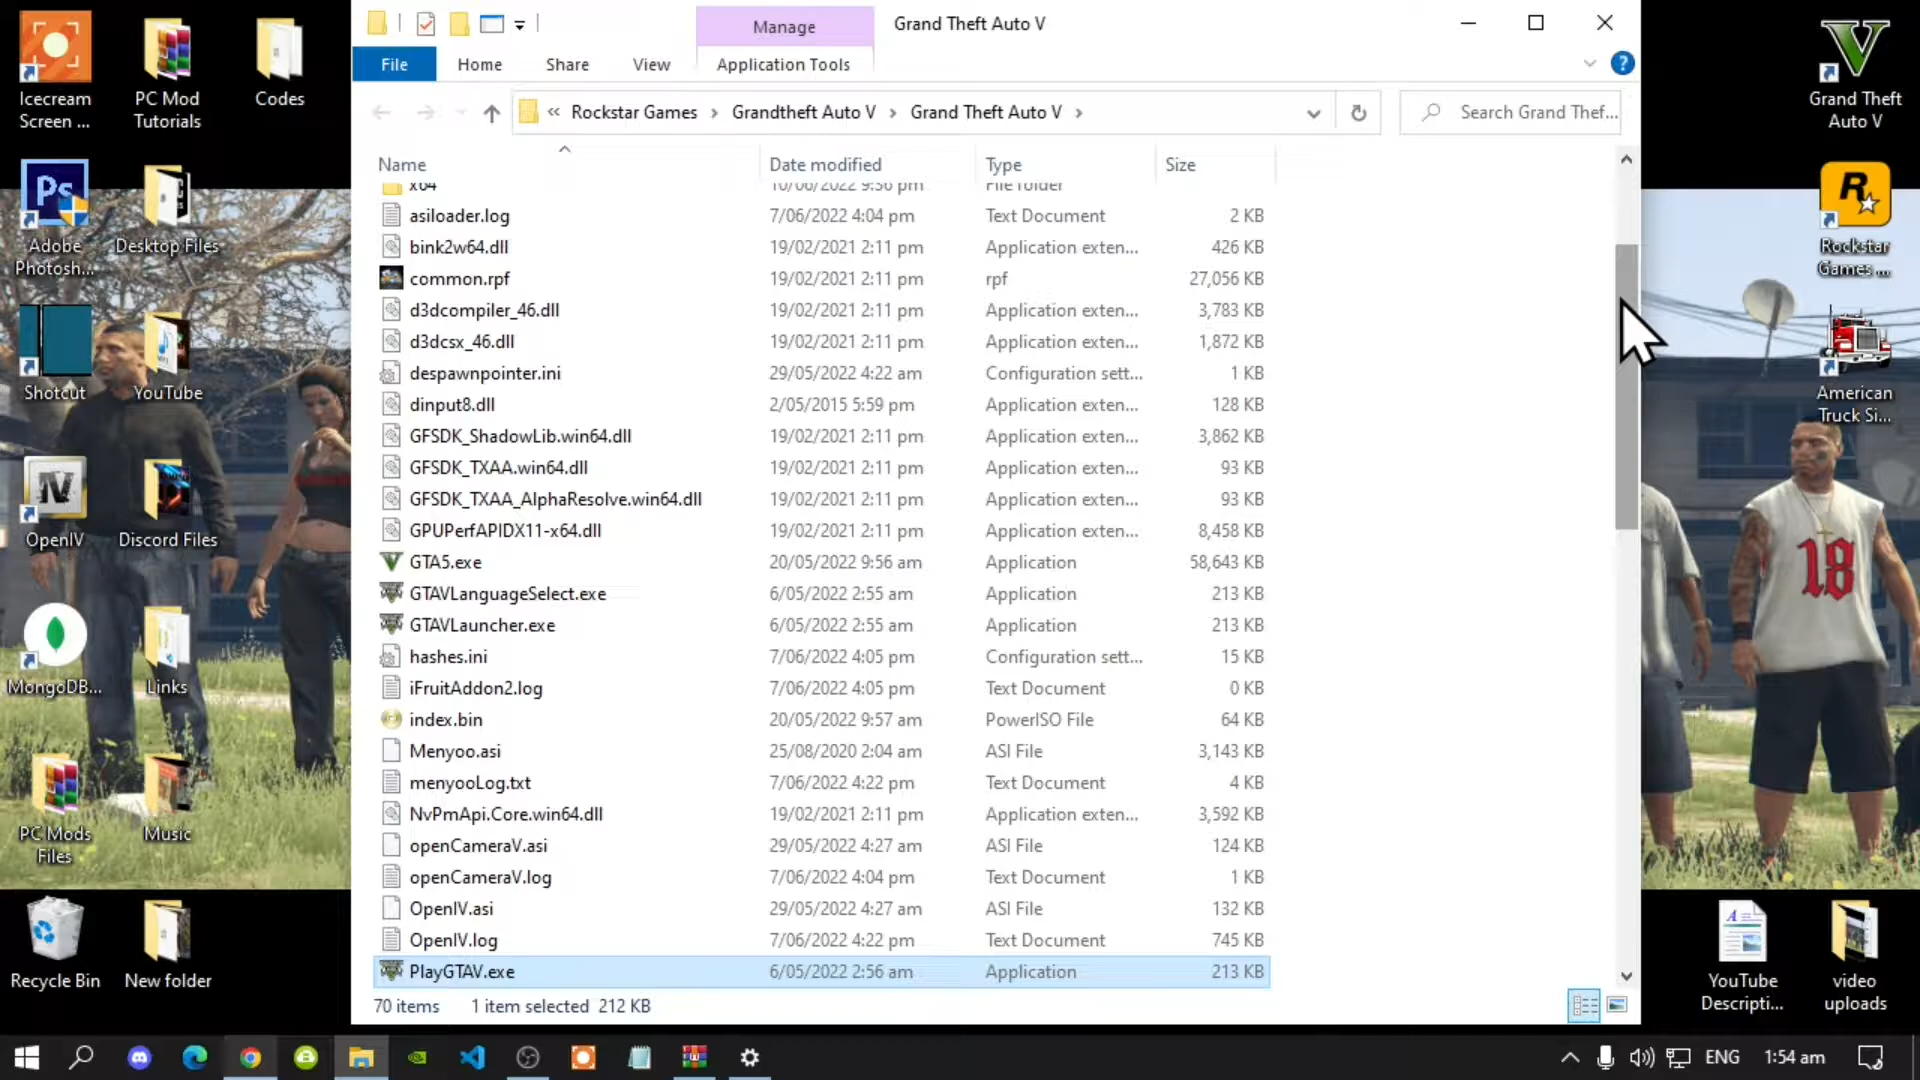 Icecream
Screen ...
PC Mod
Tutorials
Codes
Adobe
Photosh...
Desktop Files
Shotcut
YouTube
OpenIV
Discord Files
MongoDB...
Links
PC Mods
Files
Music
Recycle Bin
New folder
Manage
Grand Theft Auto V
File
Home
Share
View
Application Tools
« Rockstar Games > Grandtheft Auto V > Grand Theft Auto V >
Search Grand Thef...
Name Date modified Type Size
x64 10/06/2022 9:56 pm File folder
asiloader.log 7/06/2022 4:04 pm Text Document 2 KB
bink2w64.dll 19/02/2021 2:11 pm Application exten... 426 KB
common.rpf 19/02/2021 2:11 pm rpf 27,056 KB
d3dcompiler_46.dll 19/02/2021 2:11 pm Application exten... 3,783 KB
d3dcsx_46.dll 19/02/2021 2:11 pm Application exten... 1,872 KB
despawnpointer.ini 29/05/2022 4:22 am Configuration sett... 1 KB
dinput8.dll 2/05/2015 5:59 pm Application exten... 128 KB
GFSDK_ShadowLib.win64.dll 19/02/2021 2:11 pm Application exten... 3,862 KB
GFSDK_TXAA.win64.dll 19/02/2021 2:11 pm Application exten... 93 KB
GFSDK_TXAA_AlphaResolve.win64.dll 19/02/2021 2:11 pm Application exten... 93 KB
GPUPerfAPIDX11-x64.dll 19/02/2021 2:11 pm Application exten... 8,458 KB
GTA5.exe 20/05/2022 9:56 am Application 58,643 KB
GTAVLanguageSelect.exe 6/05/2022 2:55 am Application 213 KB
GTAVLauncher.exe 6/05/2022 2:55 am Application 213 KB
hashes.ini 7/06/2022 4:05 pm Configuration sett... 15 KB
iFruitAddon2.log 7/06/2022 4:05 pm Text Document 0 KB
index.bin 20/05/2022 9:57 am PowerISO File 64 KB
Menyoo.asi 25/08/2020 2:04 am ASI File 3,143 KB
menyooLog.txt 7/06/2022 4:22 pm Text Document 4 KB
NvPmApi.Core.win64.dll 19/02/2021 2:11 pm Application exten... 3,592 KB
openCameraV.asi 29/05/2022 4:27 am ASI File 124 KB
openCameraV.log 7/06/2022 4:04 pm Text Document 1 KB
OpenIV.asi 29/05/2022 4:27 am ASI File 132 KB
OpenIV.log 7/06/2022 4:22 pm Text Document 745 KB
PlayGTAV.exe 6/05/2022 2:56 am Application 213 KB
70 items 1 item selected 212 KB
Grand Theft
Auto V
Rockstar
Games ...
American
Truck Si...
18
YouTube
Descripti...
video
uploads
ENG 1:54 am